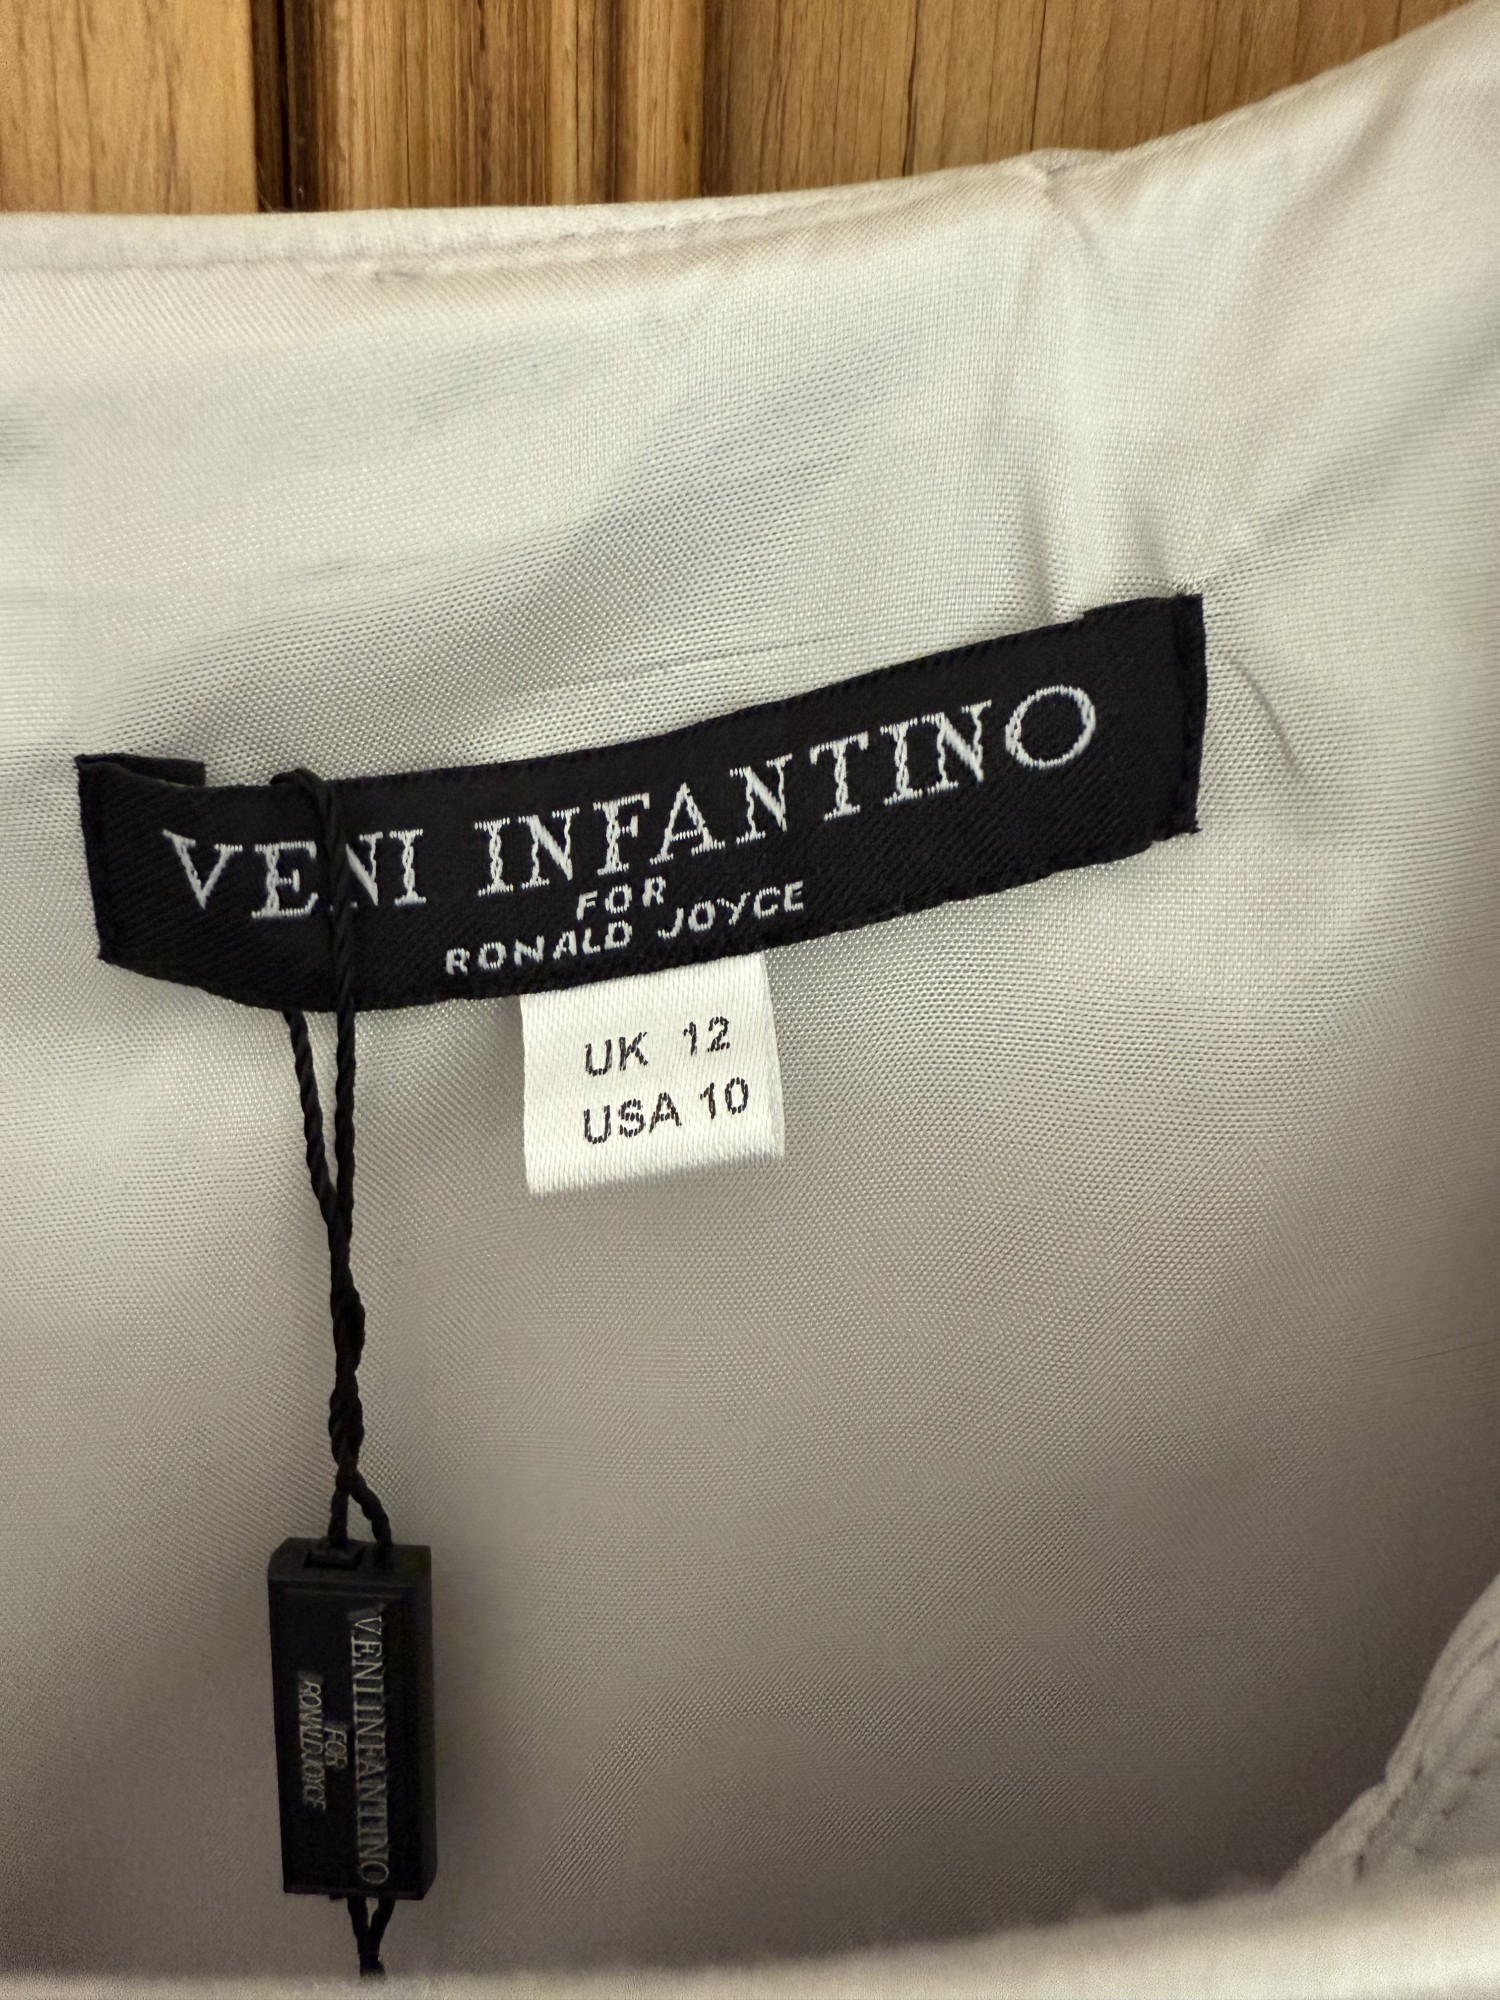 VENI INFANTINO
FOR
RONALD JOYCE
UK 12
USA 10
VENI INFANTINO
FOR
RONALD JOYCE